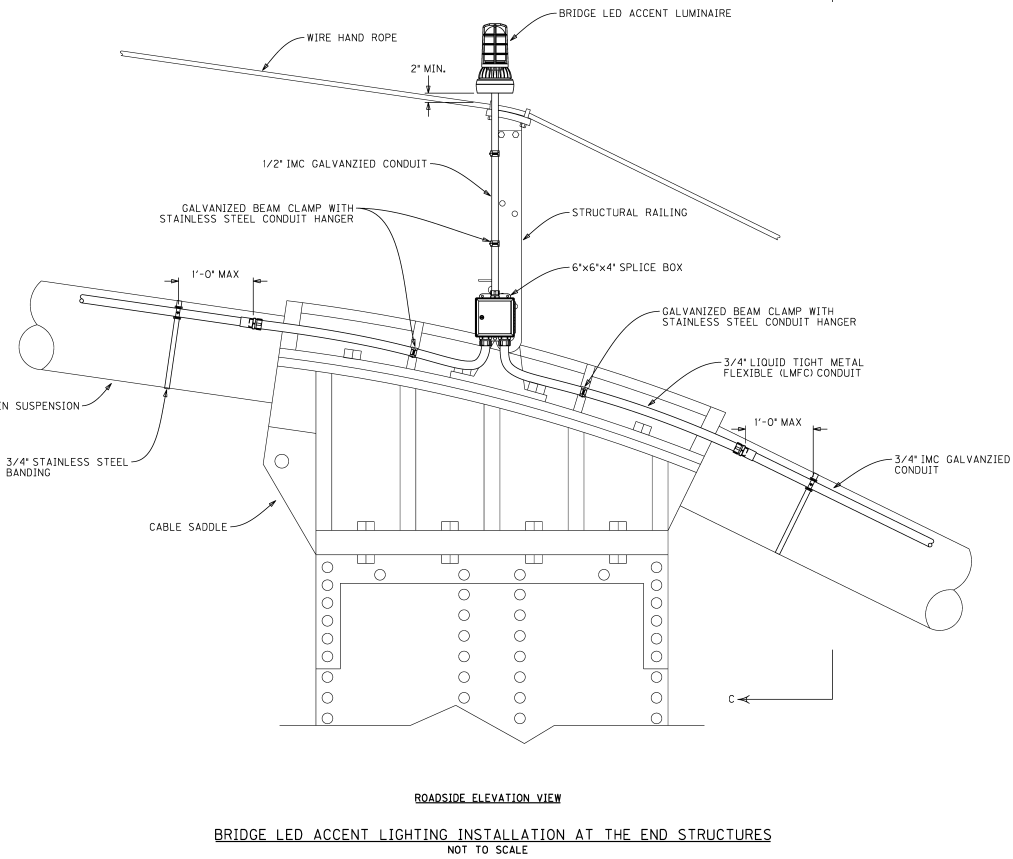 BRIDGE LED ACCENT LUMINAIRE
WIRE HAND ROPE
2" MIN.
1/2" IMC GALVANZIED CONDUIT
GALVANIZED BEAM CLAMP WITH
STAINLESS STEEL CONDUIT HANGER
STRUCTURAL RAILING
1'-0" MAX
6"x6"x4" SPLICE BOX
GALVANIZED BEAM CLAMP WITH
STAINLESS STEEL CONDUIT HANGER
3/4" LIQUID TIGHT METAL
FLEXIBLE (LMFC) CONDUIT
EN SUSPENSION
1'-0" MAX
3/4" STAINLESS STEEL
BANDING
3/4" IMC GALVANZIED
CONDUIT
CABLE SADDLE
C
ROADSIDE ELEVATION VIEW
BRIDGE LED ACCENT LIGHTING INSTALLATION AT THE END STRUCTURES
NOT TO SCALE